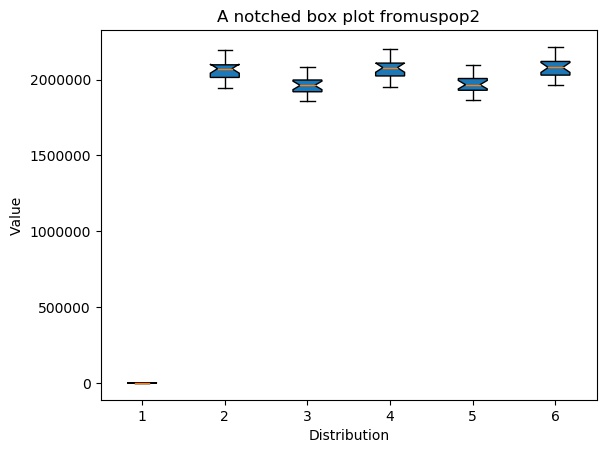 A notched box plot fromuspop2
Value
2000000
1500000
1000000
500000
0
1 2 3 4 5 6
Distribution